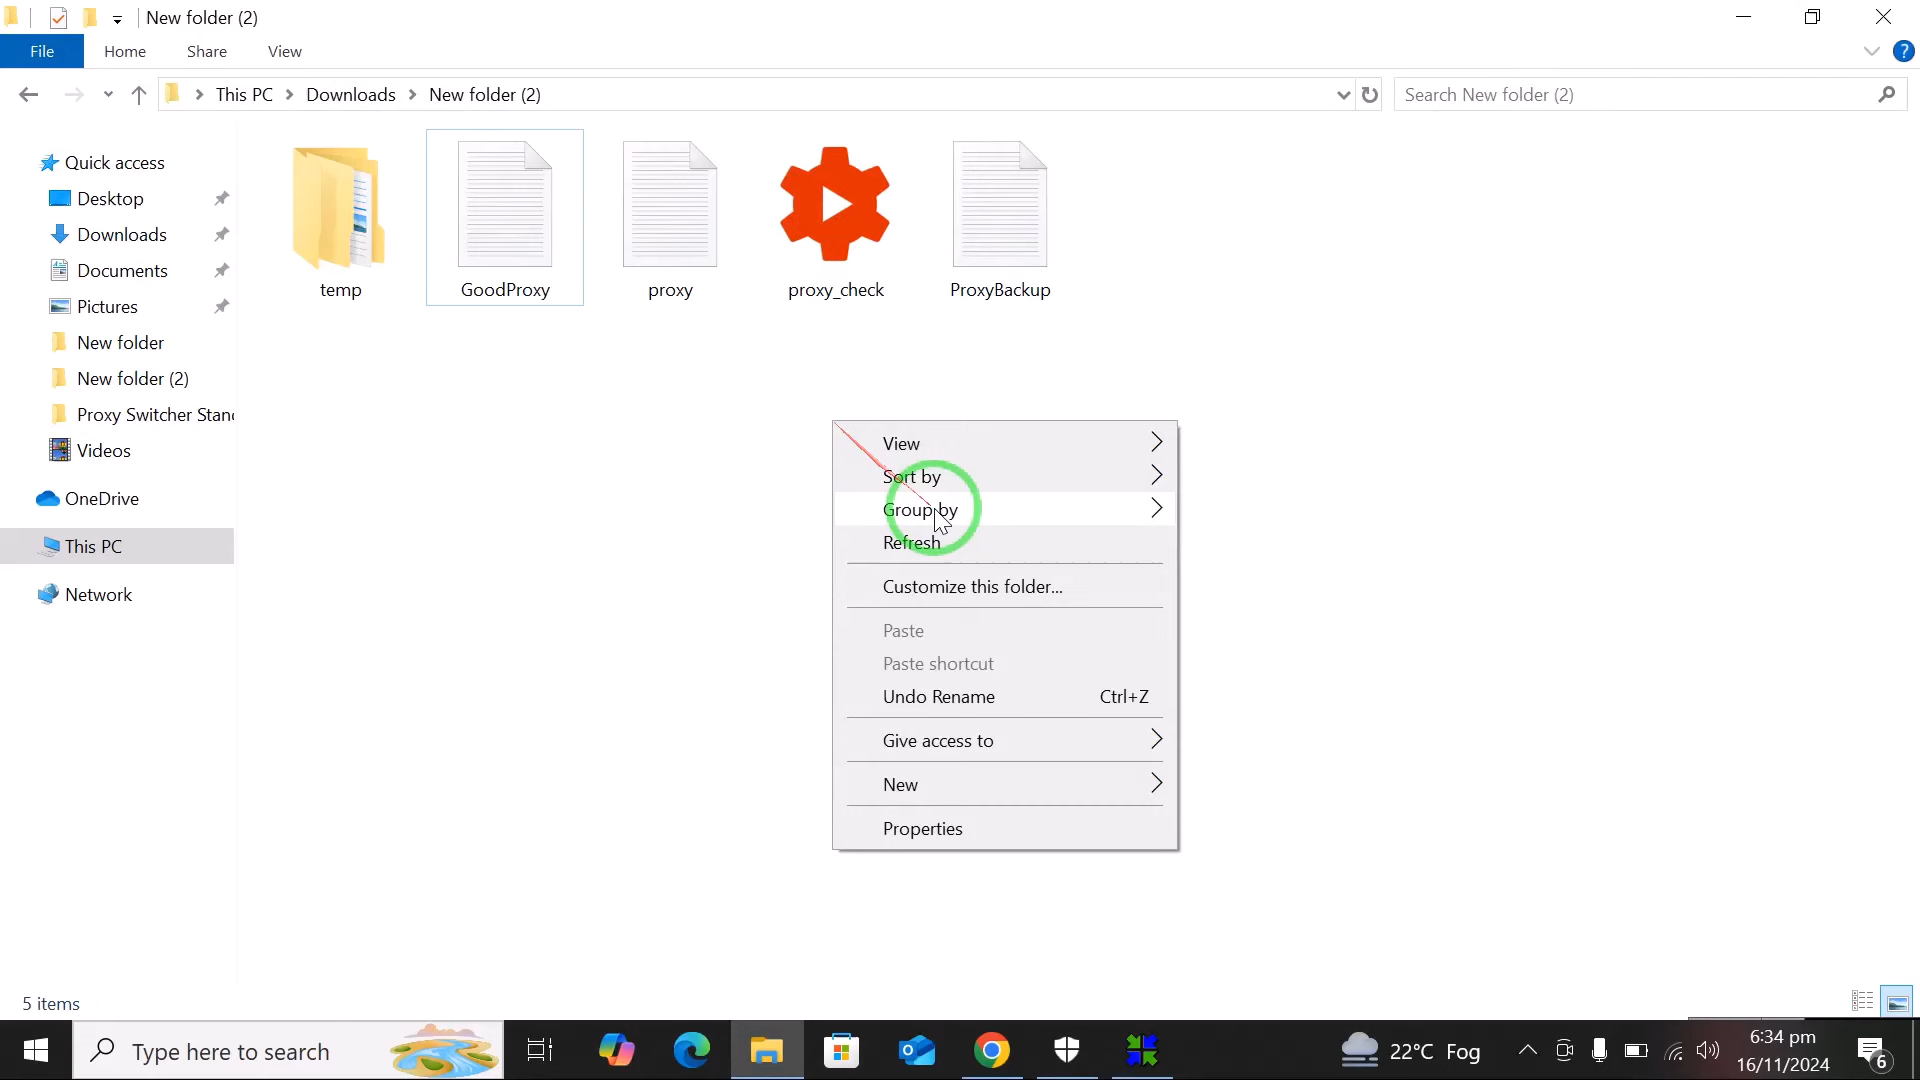 New folder (2)
File
Home
Share
View
This PC
Downloads
New folder (2)
Search New folder (2)
Quick access
Desktop
Downloads
Documents
Pictures
New folder
New folder (2)
Proxy Switcher Stan
Videos
OneDrive
This PC
Network
temp
GoodProxy
proxy
proxy_check
ProxyBackup
View
Sort by
Group by
Refresh
Customize this folder...
Paste
Paste shortcut
Undo Rename Ctrl+Z
Give access to
New
Properties
5 items
Type here to search
22°C Fog
6:34 pm
16/11/2024
6